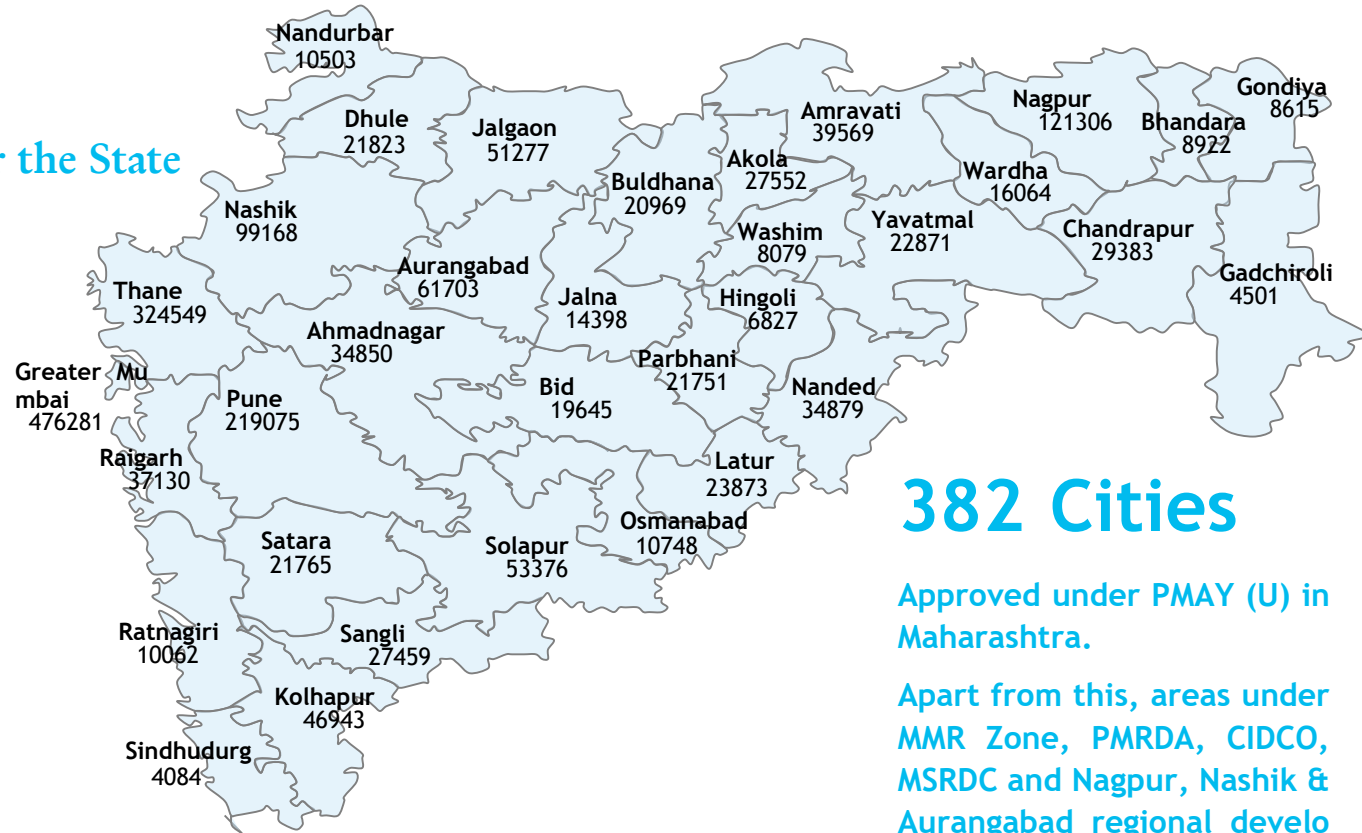 Nandurbar
10503
Dhule
21823
Jalgaon
51277
Amravati
39569
Nagpur
121306
Bhandara
8922
Gondiya
8615
r the State
Akola
27552
Buldhana
20969
Wardha
16064
Nashik
99168
Washim
8079
Yavatmal
22871
Chandrapur
29383
Gadchiroli
4501
Aurangabad
61703
Thane
324549
Jalna
14398
Hingoli
6827
Ahmadnagar
34850
Parbhani
21751
Greater Mu
mbai
476281
Pune
219075
Bid
19645
Nanded
34879
Raigarh
37130
Latur
23873
Osmanabad
10748
Satara
21765
Solapur
53376
Ratnagiri
10062
Sangli
27459
Kolhapur
46943
Sindhudurg
4084
382 Cities
Approved under PMAY (U) in
Maharashtra.
Apart from this, areas under
MMR Zone, PMRDA, CIDCO,
MSRDC and Nagpur, Nashik &
Aurangabad regional develo